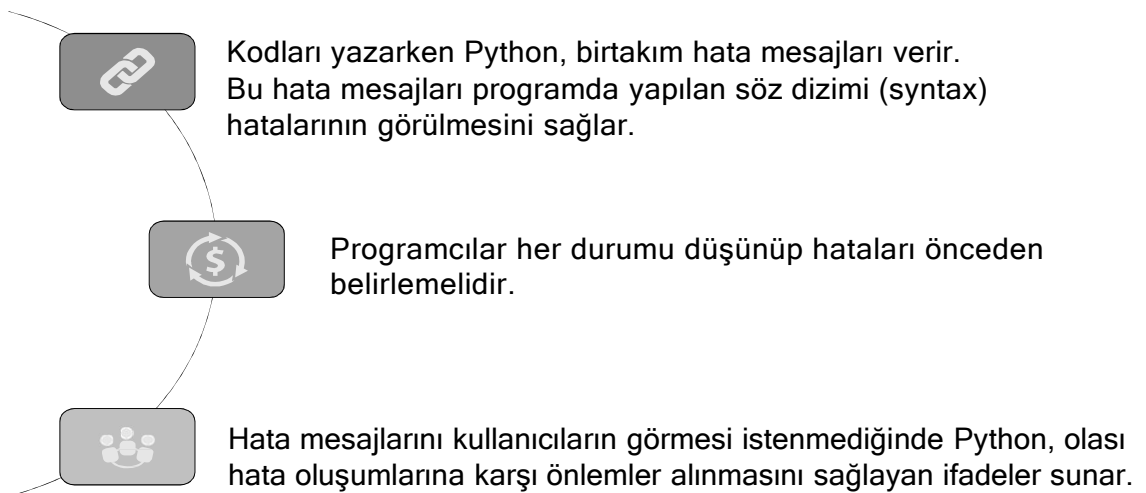 Kodları yazarken Python, birtakım hata mesajları verir.
Bu hata mesajları programda yapılan söz dizimi (syntax)
hatalarının görülmesini sağlar.
$
Programcılar her durumu düşünüp hataları önceden
belirlemelidir.
Hata mesajlarını kullanıcıların görmesi istenmediğinde Python, olası
hata oluşumlarına karşı önlemler alınmasını sağlayan ifadeler sunar.